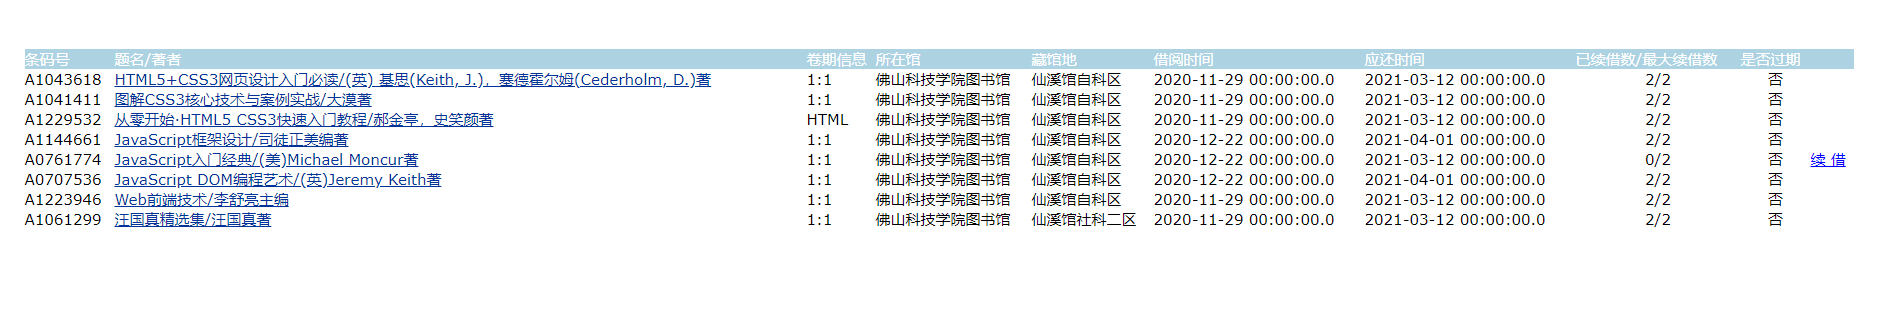 条码号 题名/著者 卷期信息 所在馆 藏馆地 借阅时间 应还时间 已续借数/最大续借数 是否过期
A1043618 HTML5+CSS3网页设计入门必读/(英) 基思(Keith, J.)，塞德霍尔姆(Cederholm, D.)著 1:1 佛山科技学院图书馆 仙溪馆自科区 2020-11-29 00:00:00.0 2021-03-12 00:00:00.0 2/2 否
A1041411 图解CSS3核心技术与案例实战/大漠著 1:1 佛山科技学院图书馆 仙溪馆自科区 2020-11-29 00:00:00.0 2021-03-12 00:00:00.0 2/2 否
A1229532 从零开始·HTML5 CSS3快速入门教程/郝金亭，史笑颜著 HTML 佛山科技学院图书馆 仙溪馆自科区 2020-11-29 00:00:00.0 2021-03-12 00:00:00.0 2/2 否
A1144661 JavaScript框架设计/司徒正美编著 1:1 佛山科技学院图书馆 仙溪馆自科区 2020-12-22 00:00:00.0 2021-04-01 00:00:00.0 2/2 否
A0761774 JavaScript入门经典/(美)Michael Moncur著 1:1 佛山科技学院图书馆 仙溪馆自科区 2020-12-22 00:00:00.0 2021-03-12 00:00:00.0 0/2 否 续 借
A0707536 JavaScript DOM编程艺术/(英)Jeremy Keith著 1:1 佛山科技学院图书馆 仙溪馆自科区 2020-12-22 00:00:00.0 2021-04-01 00:00:00.0 2/2 否
A1223946 Web前端技术/李舒亮主编 1:1 佛山科技学院图书馆 仙溪馆自科区 2020-11-29 00:00:00.0 2021-03-12 00:00:00.0 2/2 否
A1061299 汪国真精选集/汪国真著 1:1 佛山科技学院图书馆 仙溪馆社科二区 2020-11-29 00:00:00.0 2021-03-12 00:00:00.0 2/2 否